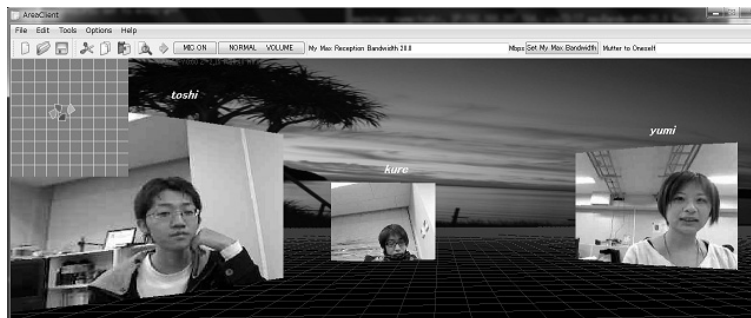 AreaClient
File Edit Tools Options Help
MIC ON NORMAL VOLUME My Max Reception Bandwidth 20.0 Mbps Set My Max Bandwidth Mutter to Oneself
toshi
yumi
kure